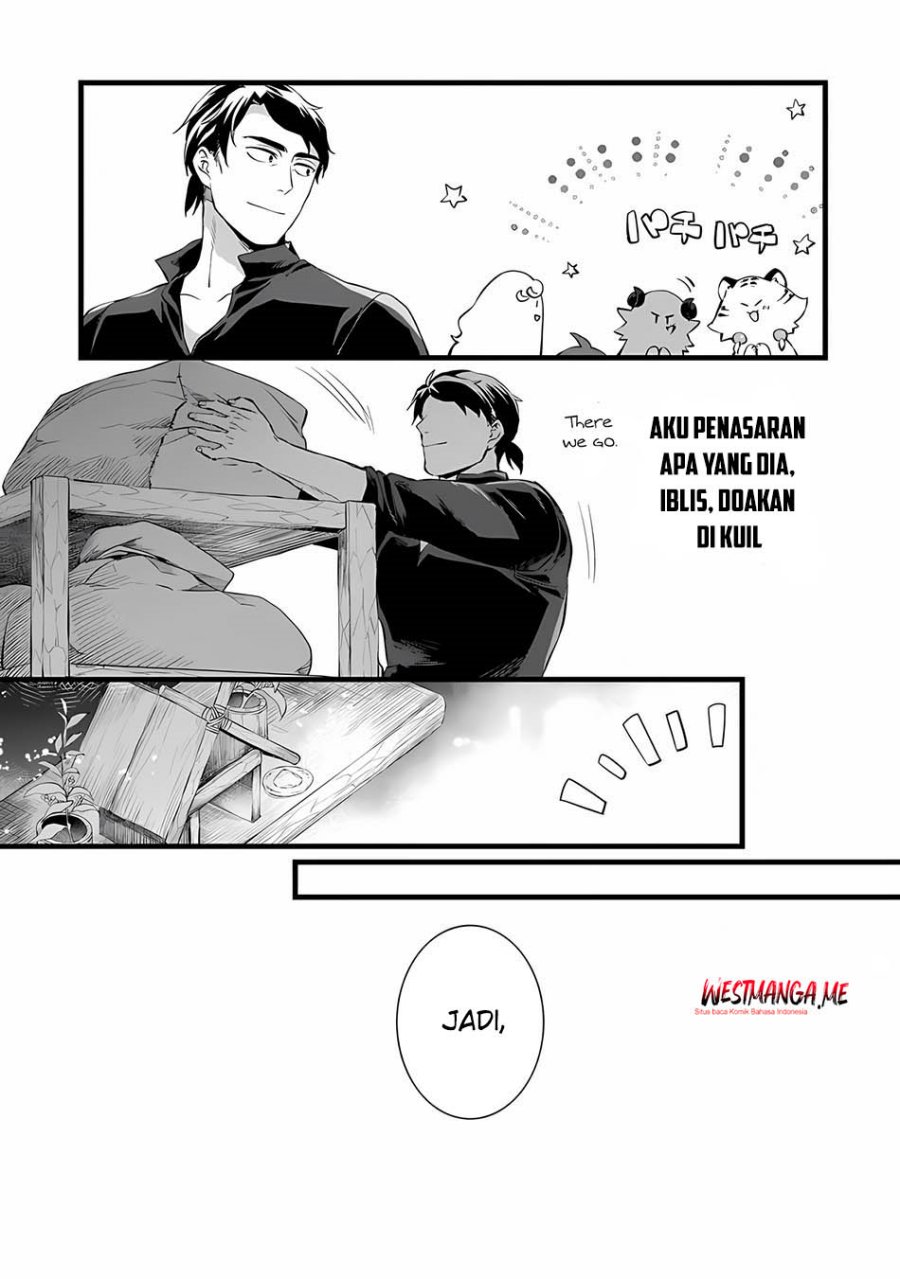 パチ パチ
There
we go.
AKU PENASARAN
APA YANG DIA,
IBLIS, DOAKAN
DI KUIL
JADI,
WESTMANGA.ME
Situs baca Komik Bahasa Indonesia